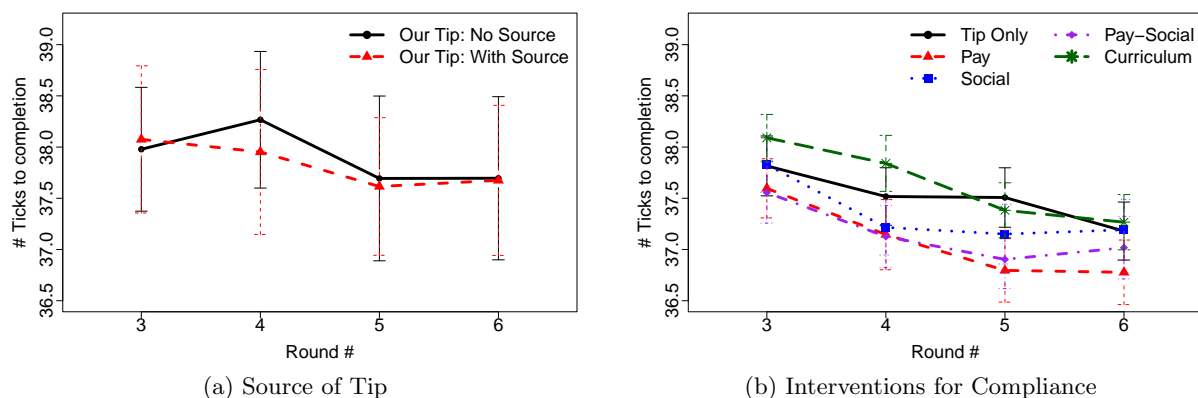 # Ticks to completion
39.0
38.5
38.0
37.5
37.0
36.5
Our Tip: No Source
Our Tip: With Source
3 4 5 6
Round #
(a) Source of Tip
# Ticks to completion
39.0
38.5
38.0
37.5
37.0
36.5
Tip Only
Pay
Social
Pay−Social
Curriculum
3 4 5 6
Round #
(b) Interventions for Compliance